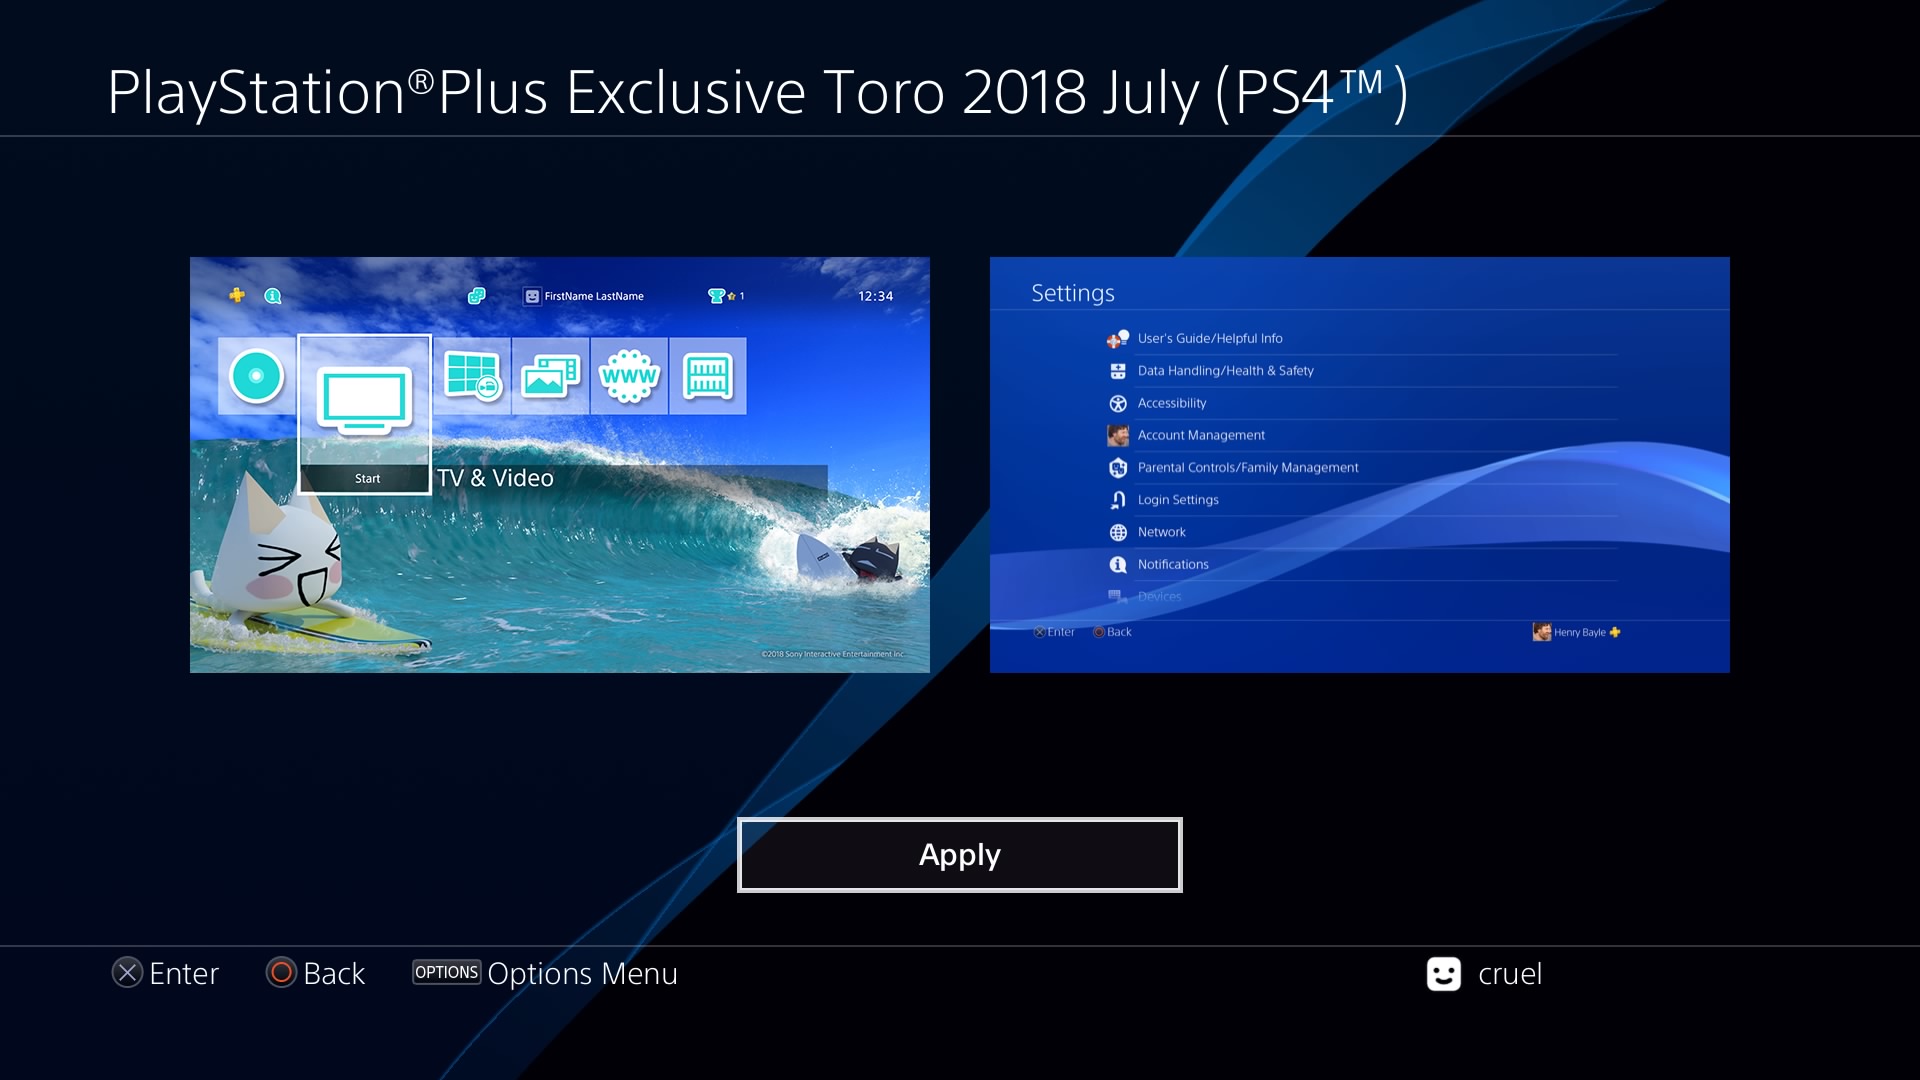 PlayStation®Plus Exclusive Toro 2018 July (PS4™)
FirstName LastName
1
12:34
WWW
Start
TV & Video
©2018 Sony Interactive Entertainment Inc.
Settings
User's Guide/Helpful Info
Data Handling/Health & Safety
Accessibility
Account Management
Parental Controls/Family Management
Login Settings
Network
Notifications
Devices
Enter
Back
Henry Bayle
Apply
Enter
Back
OPTIONS Options Menu
cruel